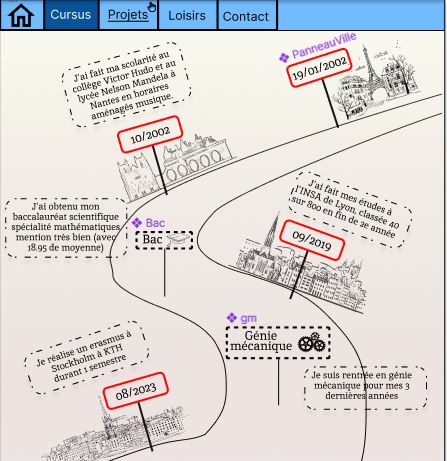 Cursus
Projets
Loisirs
Contact
PanneauVille
19/01/2002
J'ai fait ma scolarité au
collège Victor Hudo et au
lycée Nelson Mandela à
Nantes en horaires
aménagés musique.
10/2002
J'ai fait mes études à
l'INSA de Lyon, classée 40
sur 800 en fin de 2e année
J'ai obtenu mon
baccalauréat scientifique
spécialité mathématiques,
mention très bien (avec
18.95 de moyenne)
Bac
Bac
09/2019
gm
Génie
mécanique
Je réalise un erasmus à
Stockholm à KTH
durant 1 semestre
Je suis rentrée en génie
mécanique pour mes 3
dernières années
08/2023